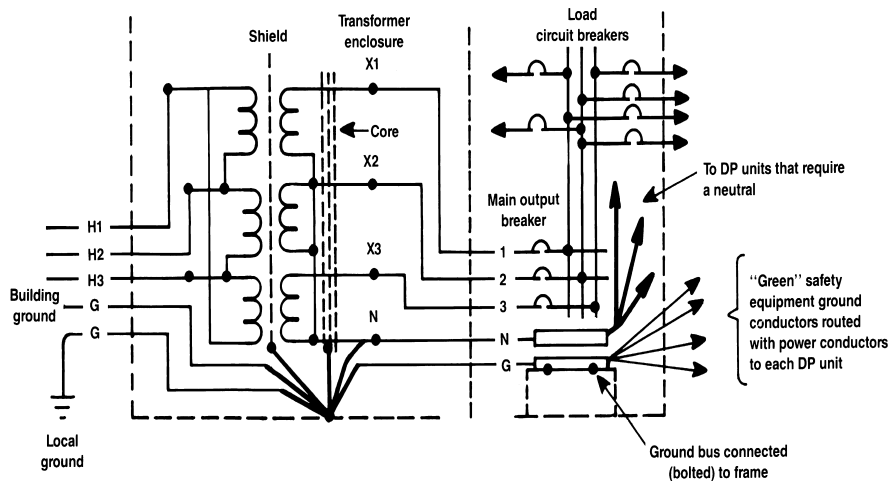 Load
circuit breakers
Transformer
enclosure
Shield
X1
Core
X2
To DP units that require
a neutral
Main output
breaker
H1
X3
1
H2
2
H3
"Green" safety
equipment ground
conductors routed
with power conductors
to each DP unit
Building
ground
G
N
3
G
N
G
Local
ground
Ground bus connected
(bolted) to frame